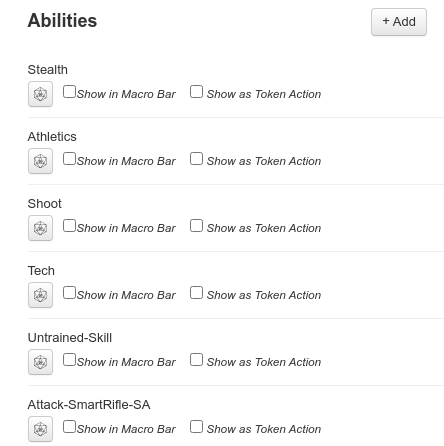 Abilities
+ Add
Stealth
Show in Macro Bar Show as Token Action
Athletics
Show in Macro Bar Show as Token Action
Shoot
Show in Macro Bar Show as Token Action
Tech
Show in Macro Bar Show as Token Action
Untrained-Skill
Show in Macro Bar Show as Token Action
Attack-SmartRifle-SA
Show in Macro Bar Show as Token Action